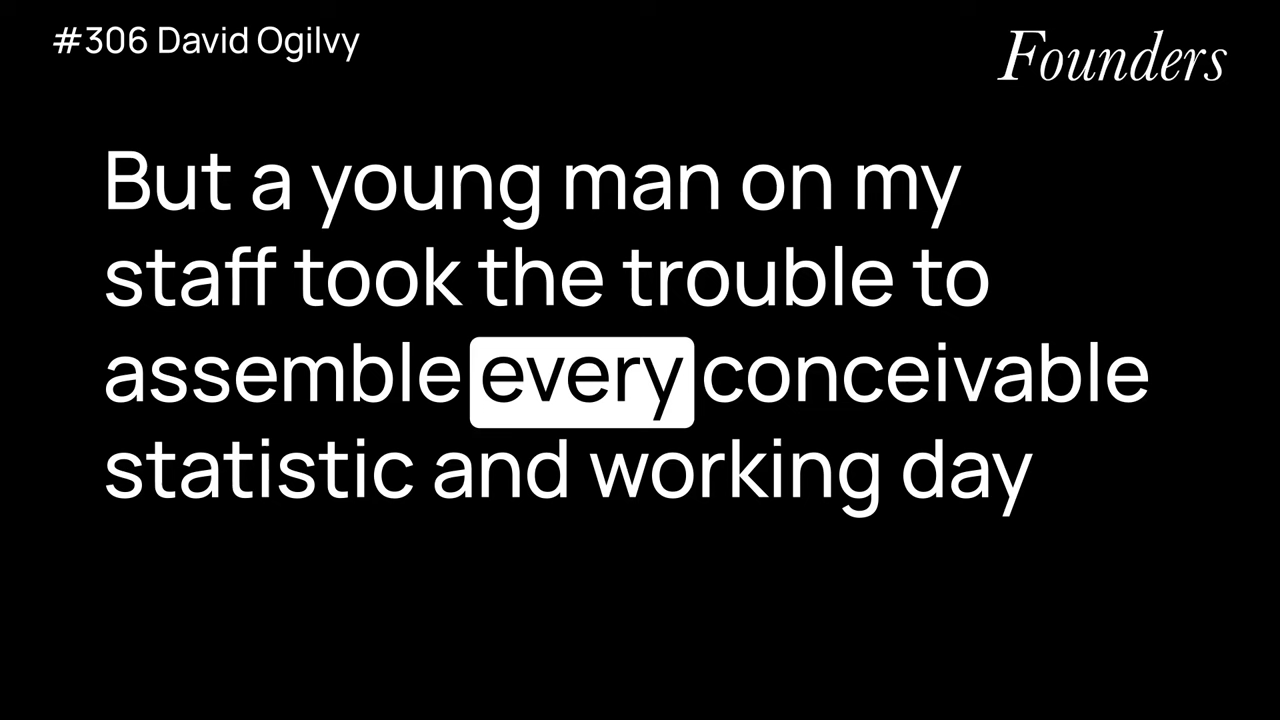 #306 David Ogilvy
Founders
But a young man on my
staff took the trouble to
assemble every conceivable
statistic and working day